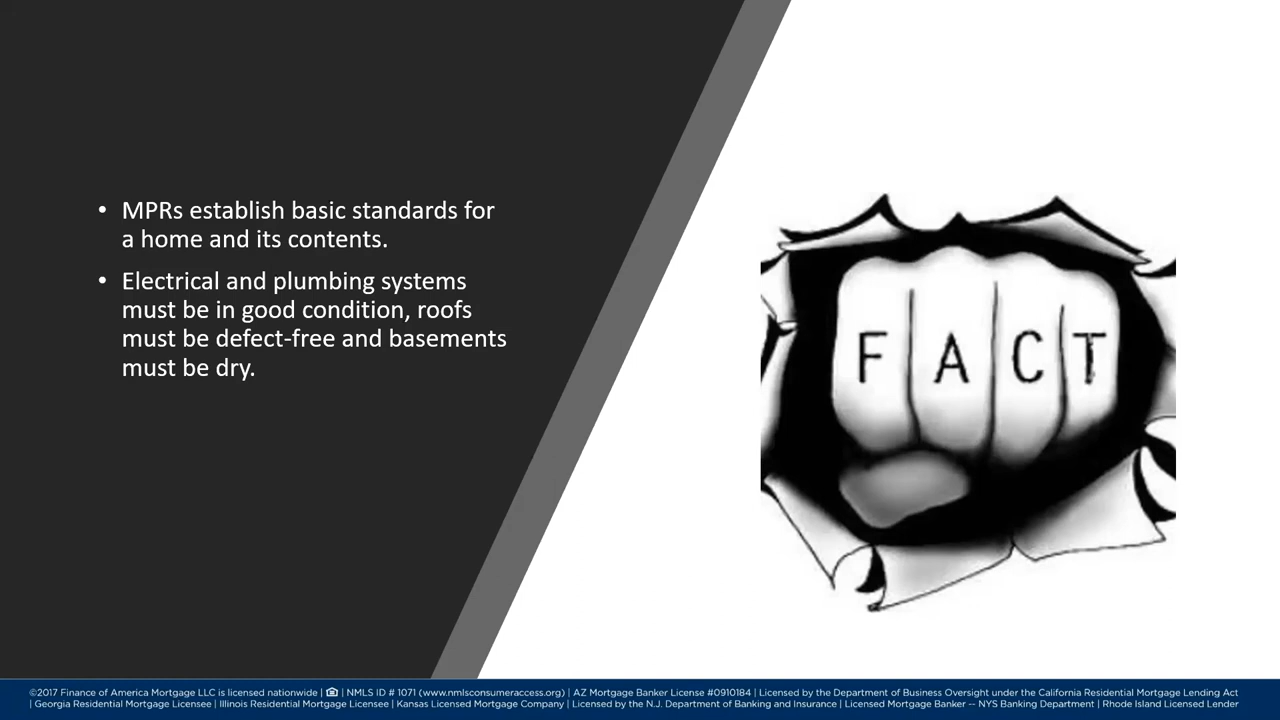 • MPRs establish basic standards for
a home and its contents.
• Electrical and plumbing systems
must be in good condition, roofs
must be defect-free and basements
must be dry.
FACT
©2017 Finance of America Mortgage LLC is licensed nationwide | | NMLS ID # 1071 (www.nmlsconsumeraccess.org) | AZ Mortgage Banker License #0910184 | Licensed by the Department of Business Oversight under the California Residential Mortgage Lending Act
| Georgia Residential Mortgage Licensee | Illinois Residential Mortgage Licensee | Kansas Licensed Mortgage Company | Licensed by the N.J. Department of Banking and Insurance | Licensed Mortgage Banker -- NYS Banking Department | Rhode Island Licensed Lender